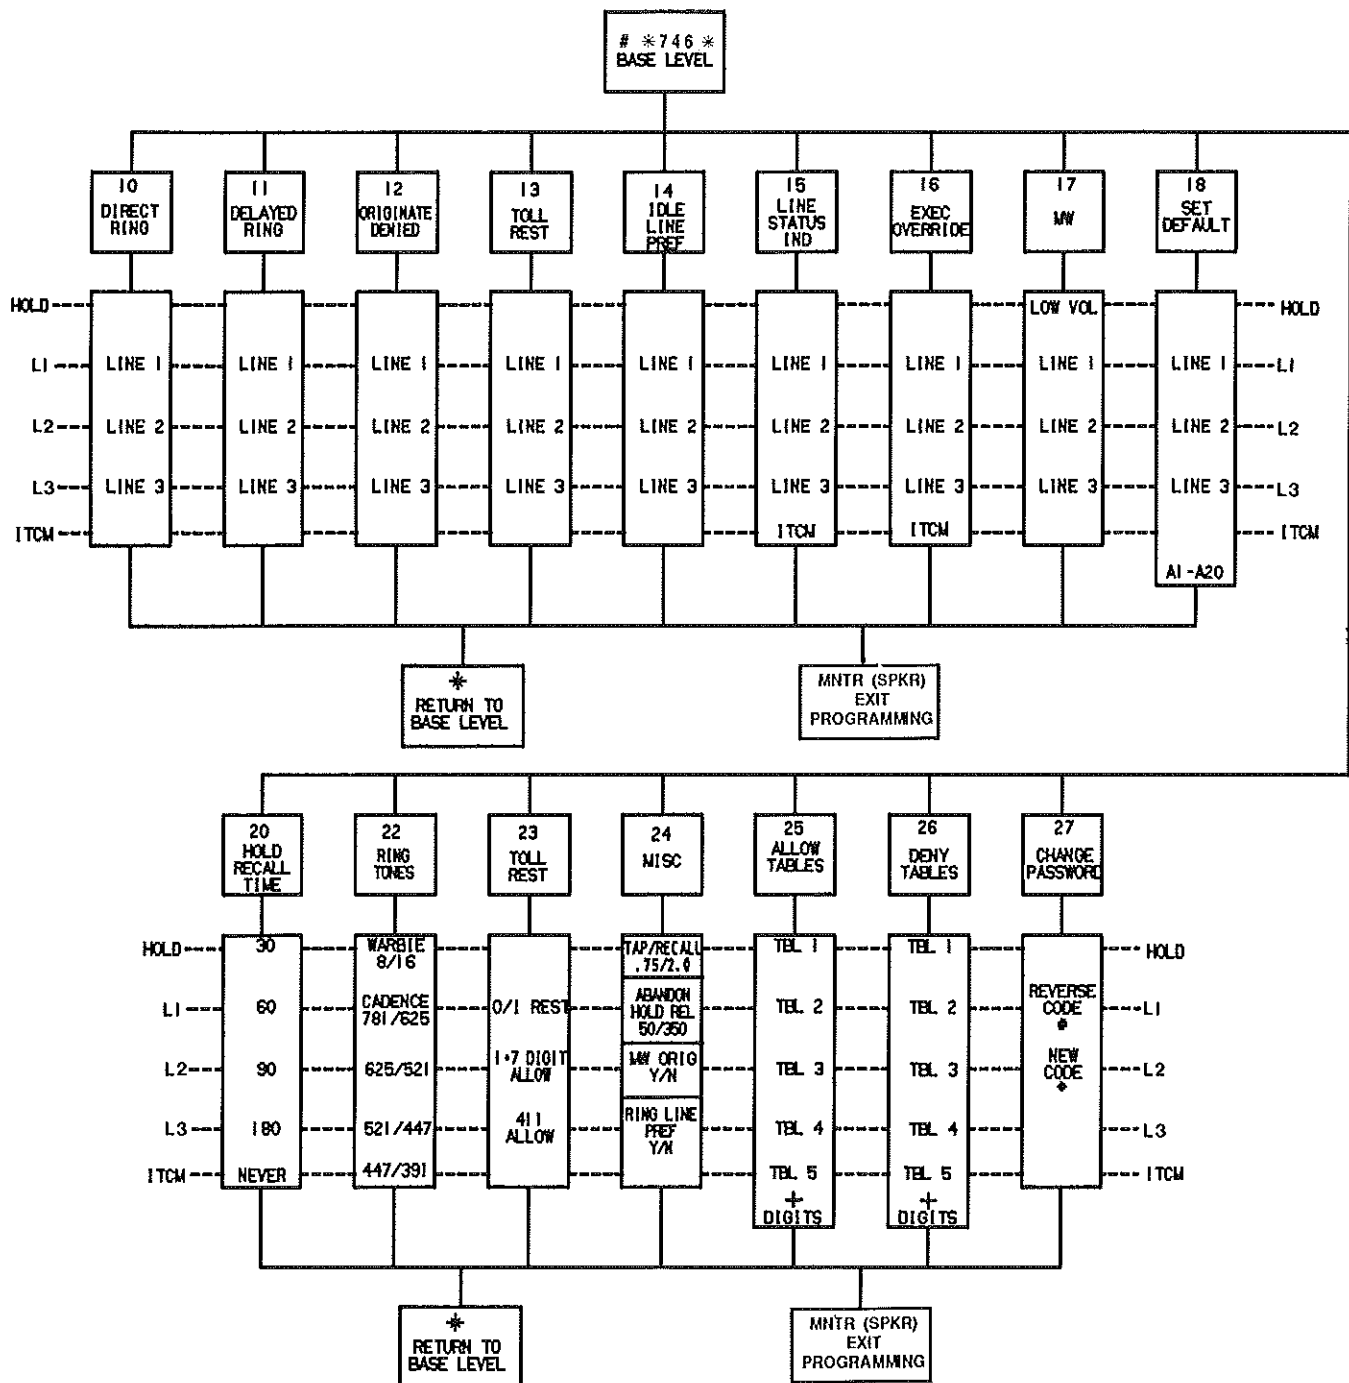 # *746*
BASE LEVEL
10
DIRECT
RING
11
DELAYED
RING
12
ORIGINATE
DENIED
13
TOLL
REST
14
IDLE
LINE
PREF
15
LINE
STATUS
IND
16
EXEC
OVERRIDE
17
MW
18
SET
DEFAULT
HOLD LOW VOL HOLD
L1 LINE 1 LINE 1 LINE 1 LINE 1 LINE 1 LINE 1 LINE 1 LINE 1 LINE 1 L1
L2 LINE 2 LINE 2 LINE 2 LINE 2 LINE 2 LINE 2 LINE 2 LINE 2 LINE 2 L2
L3 LINE 3 LINE 3 LINE 3 LINE 3 LINE 3 LINE 3 LINE 3 LINE 3 LINE 3 L3
ITCM ITCM ITCM ITCM
A1-A20
*
RETURN TO
BASE LEVEL
MNTR (SPKR)
EXIT
PROGRAMMING
20
HOLD
RECALL
TIME
22
RING
TONES
23
TOLL
REST
24
MISC
25
ALLOW
TABLES
26
DENY
TABLES
27
CHANGE
PASSWORD
HOLD
L1
L2
L3
ITCM
30
60
90
180
NEVER
WARBIE
8/16
CADENCE
781/625
625/521
521/447
447/391
0/1 REST
1+7 DIGIT
ALLOW
411
ALLOW
TAP/RECALL
.75/2.0
ABANDON
HOLD REL
50/350
MW ORIG
Y/N
RING LINE
PREF
Y/N
TBL 1
TBL 2
TBL 3
TBL 4
TBL 5
+
DIGITS
TBL 1
TBL 2
TBL 3
TBL 4
TBL 5
+
DIGITS
REVERSE
CODE
#
NEW
CODE
*
HOLD
L1
L2
L3
ITCM
*
RETURN TO
BASE LEVEL
MNTR (SPKR)
EXIT
PROGRAMMING